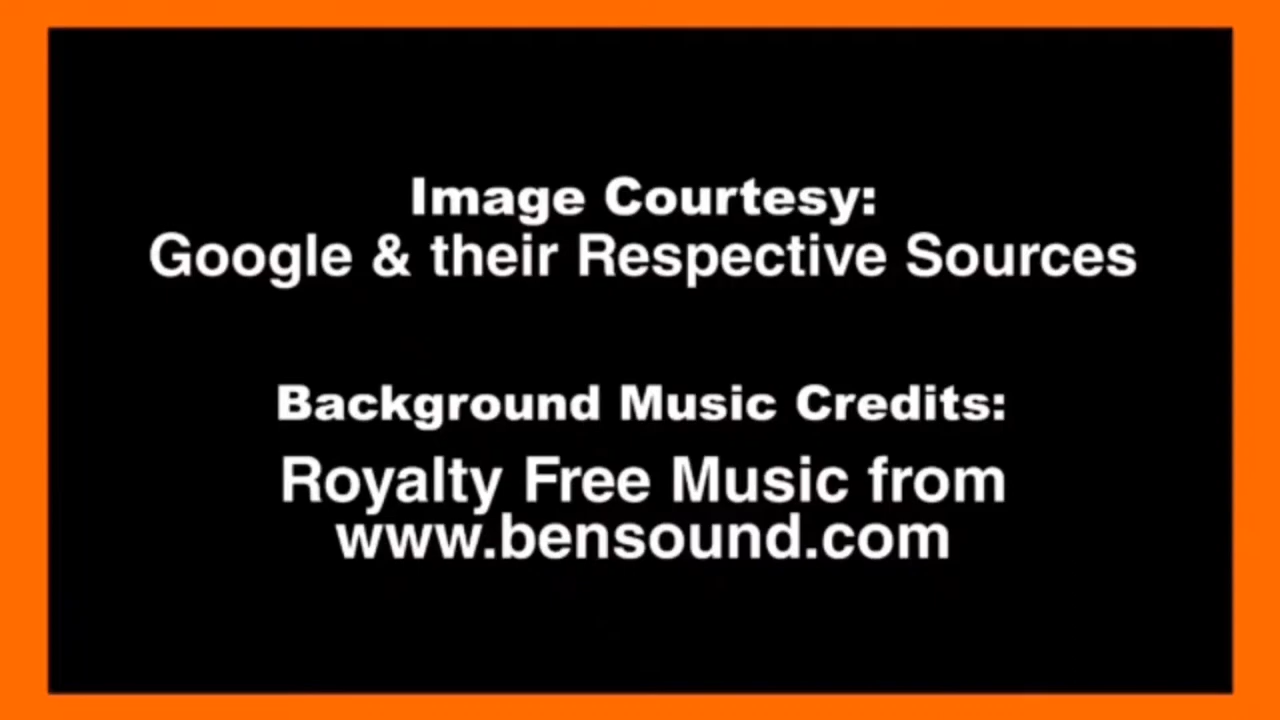 Image Courtesy:
Google & their Respective Sources
Background Music Credits:
Royalty Free Music from
www.bensound.com